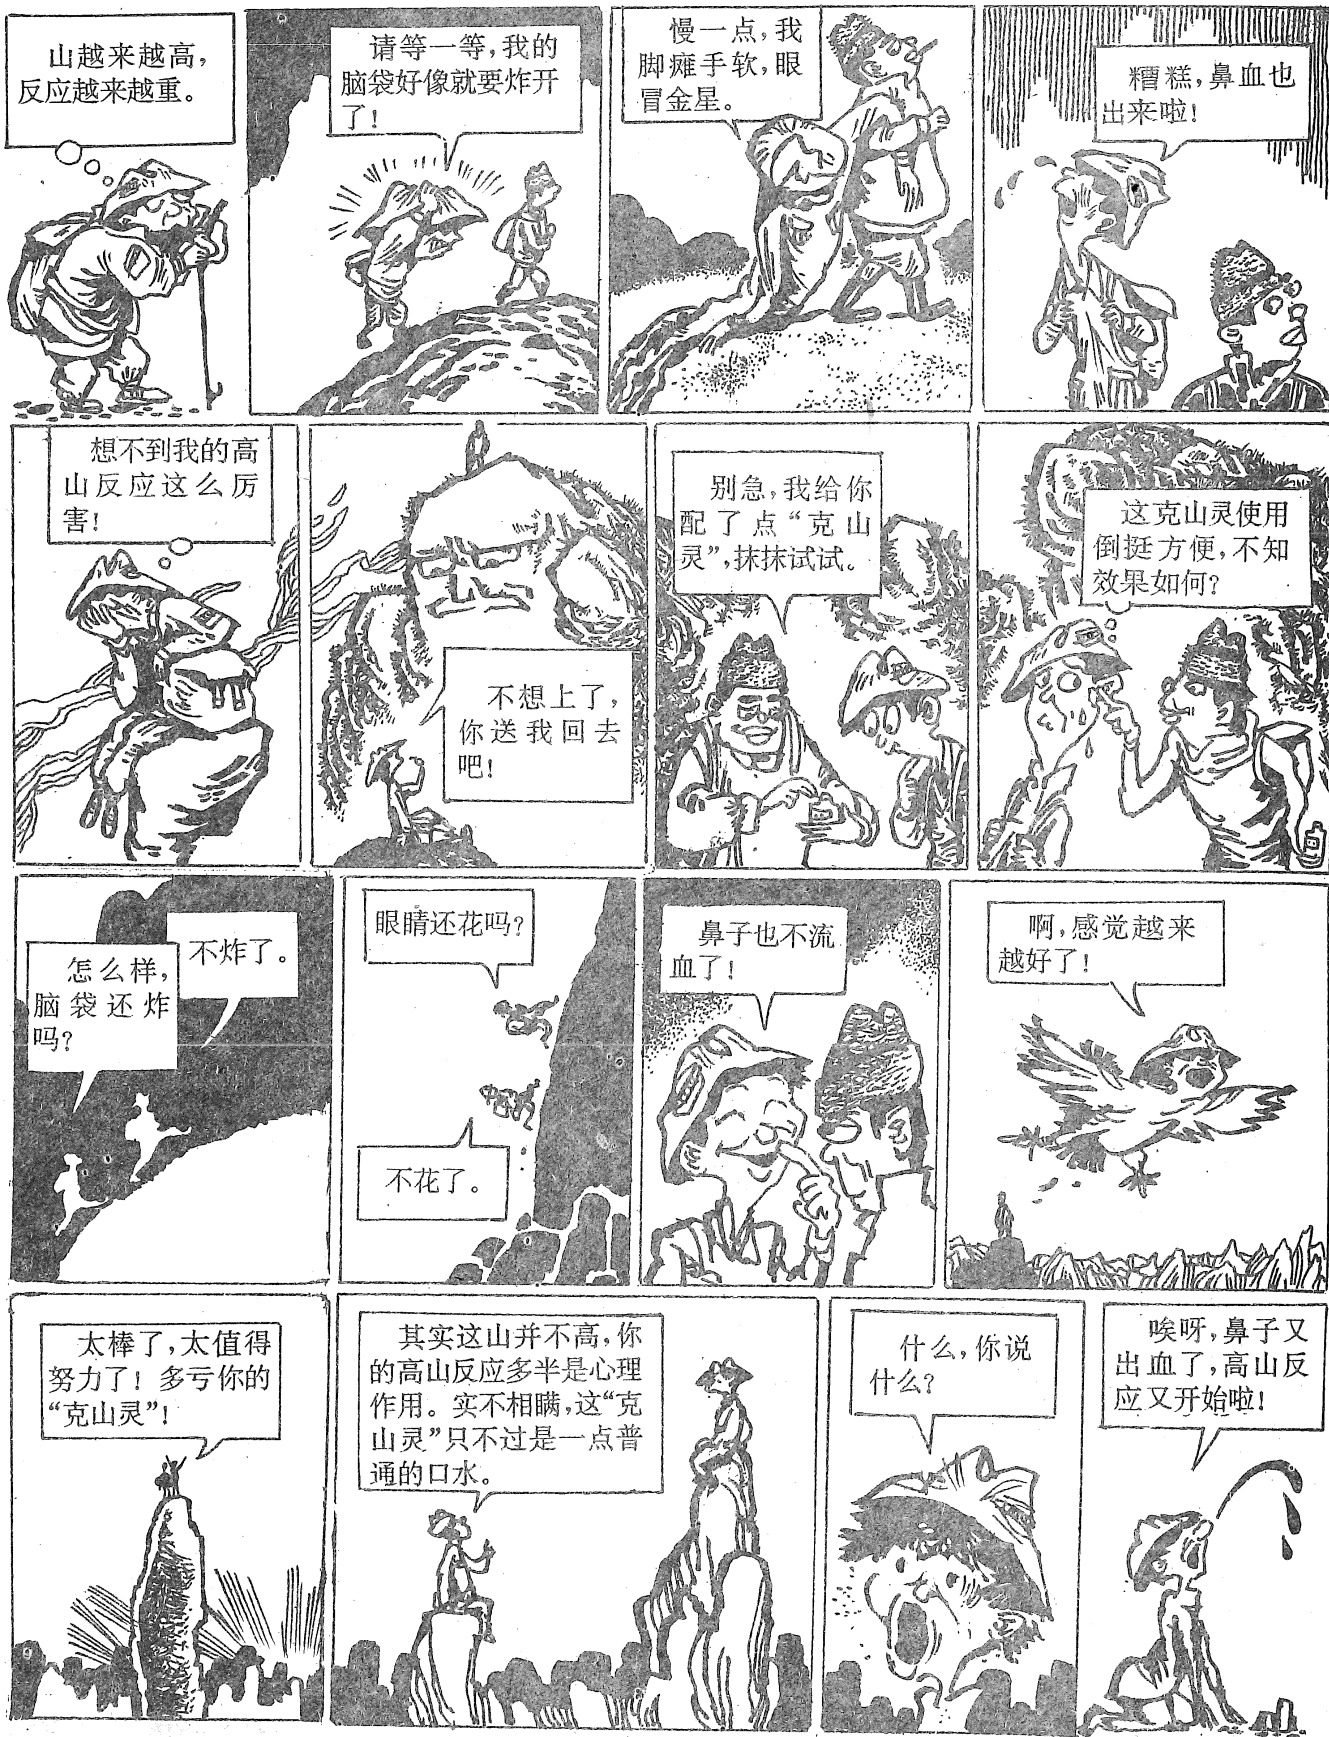 山越来越高，
反应越来越重。
请等一等，我的
脑袋好像就要炸开
了！
慢一点，我
脚瘫手软，眼
冒金星。
糟糕，鼻血也
出来啦！
想不到我的高
山反应这么厉
害！
不想上了，
你送我回去
吧！
别急，我给你
配了点“克山
灵”，抹抹试试。
这克山灵使用
倒挺方便，不知
效果如何？
怎么样，
脑袋还炸
吗？
不炸了。
眼睛还花吗？
不花了。
鼻子也不流
血了！
啊，感觉越来
越好了！
太棒了，太值得
努力了！多亏你的
“克山灵”！
其实这山并不高，你
的高山反应多半是心理
作用。实不相瞒，这“克
山灵”只不过是一点普
通的口水。
什么，你说
什么？
唉呀，鼻子又
出血了，高山反
应又开始啦！